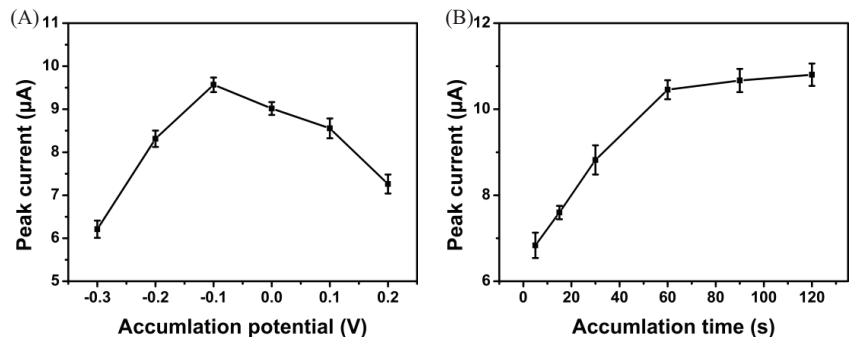 (A)
Peak current (µA)
11
10
9
8
7
6
5
-0.3 -0.2 -0.1 0.0 0.1 0.2
Accumlation potential (V)
(B)
Peak current (µA)
12
10
8
6
0 20 40 60 80 100 120
Accumlation time (s)